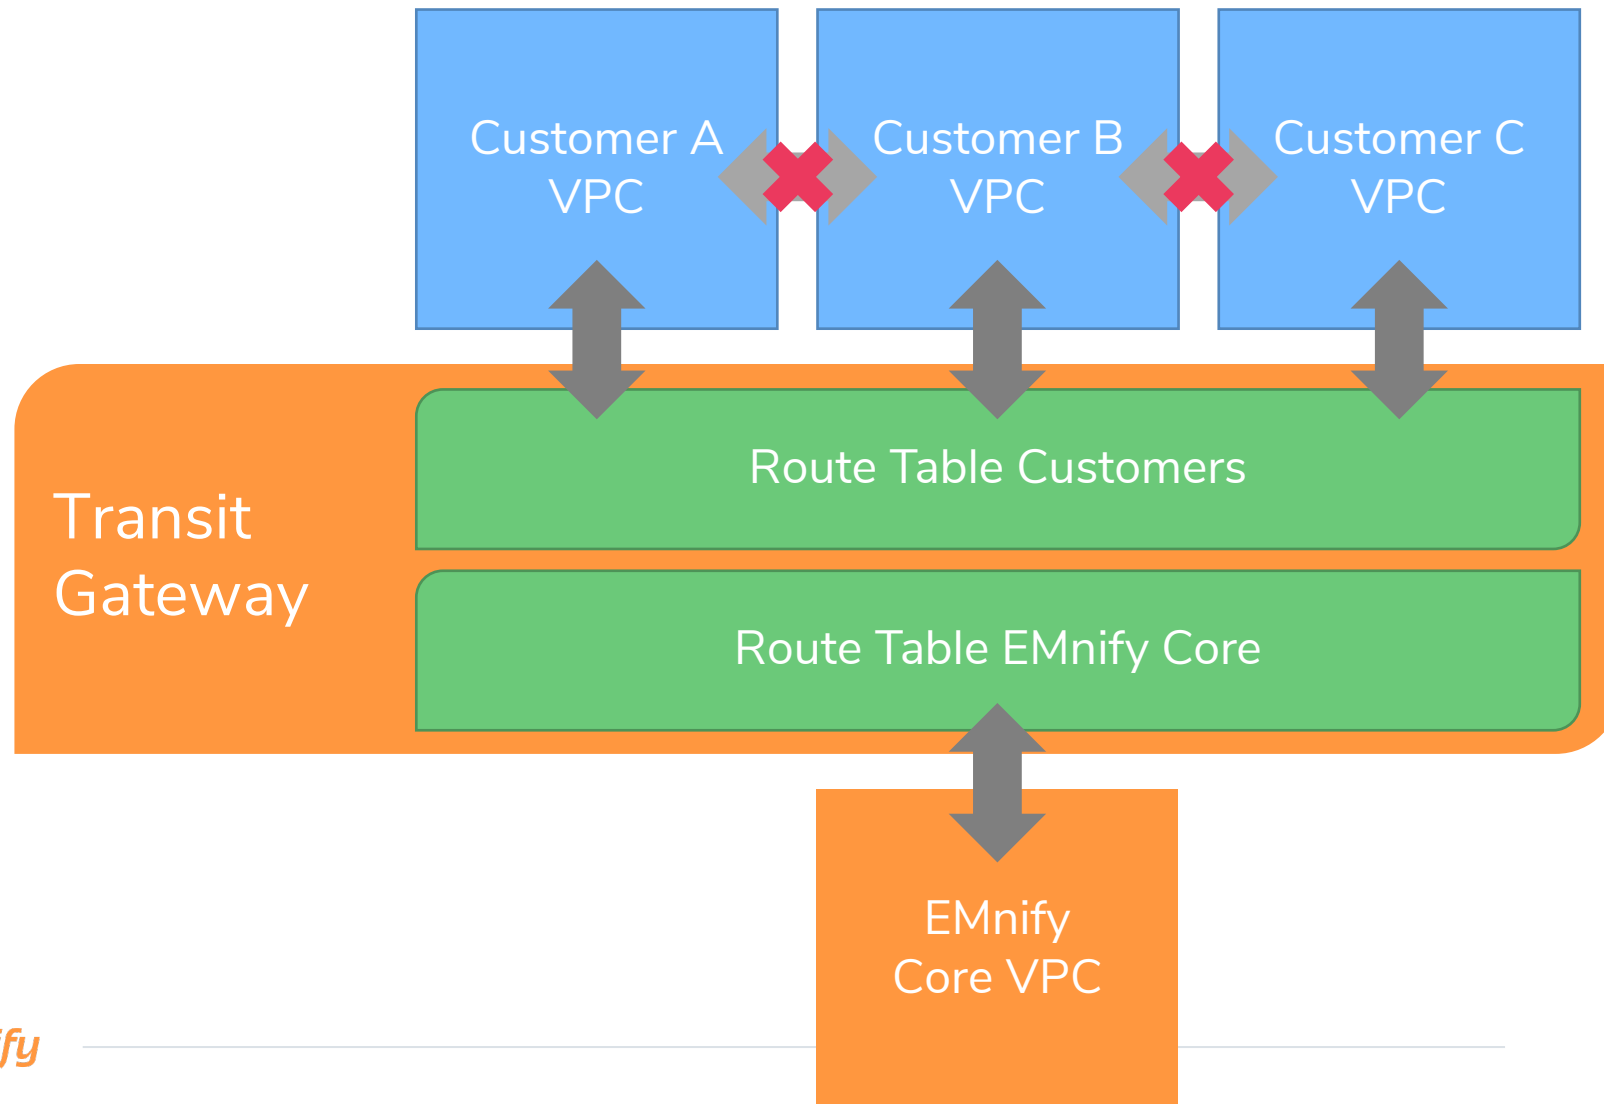 Customer A
VPC
Customer B
VPC
Customer C
VPC
Route Table Customers
Transit
Gateway
Route Table EMnify Core
EMnify
Core VPC